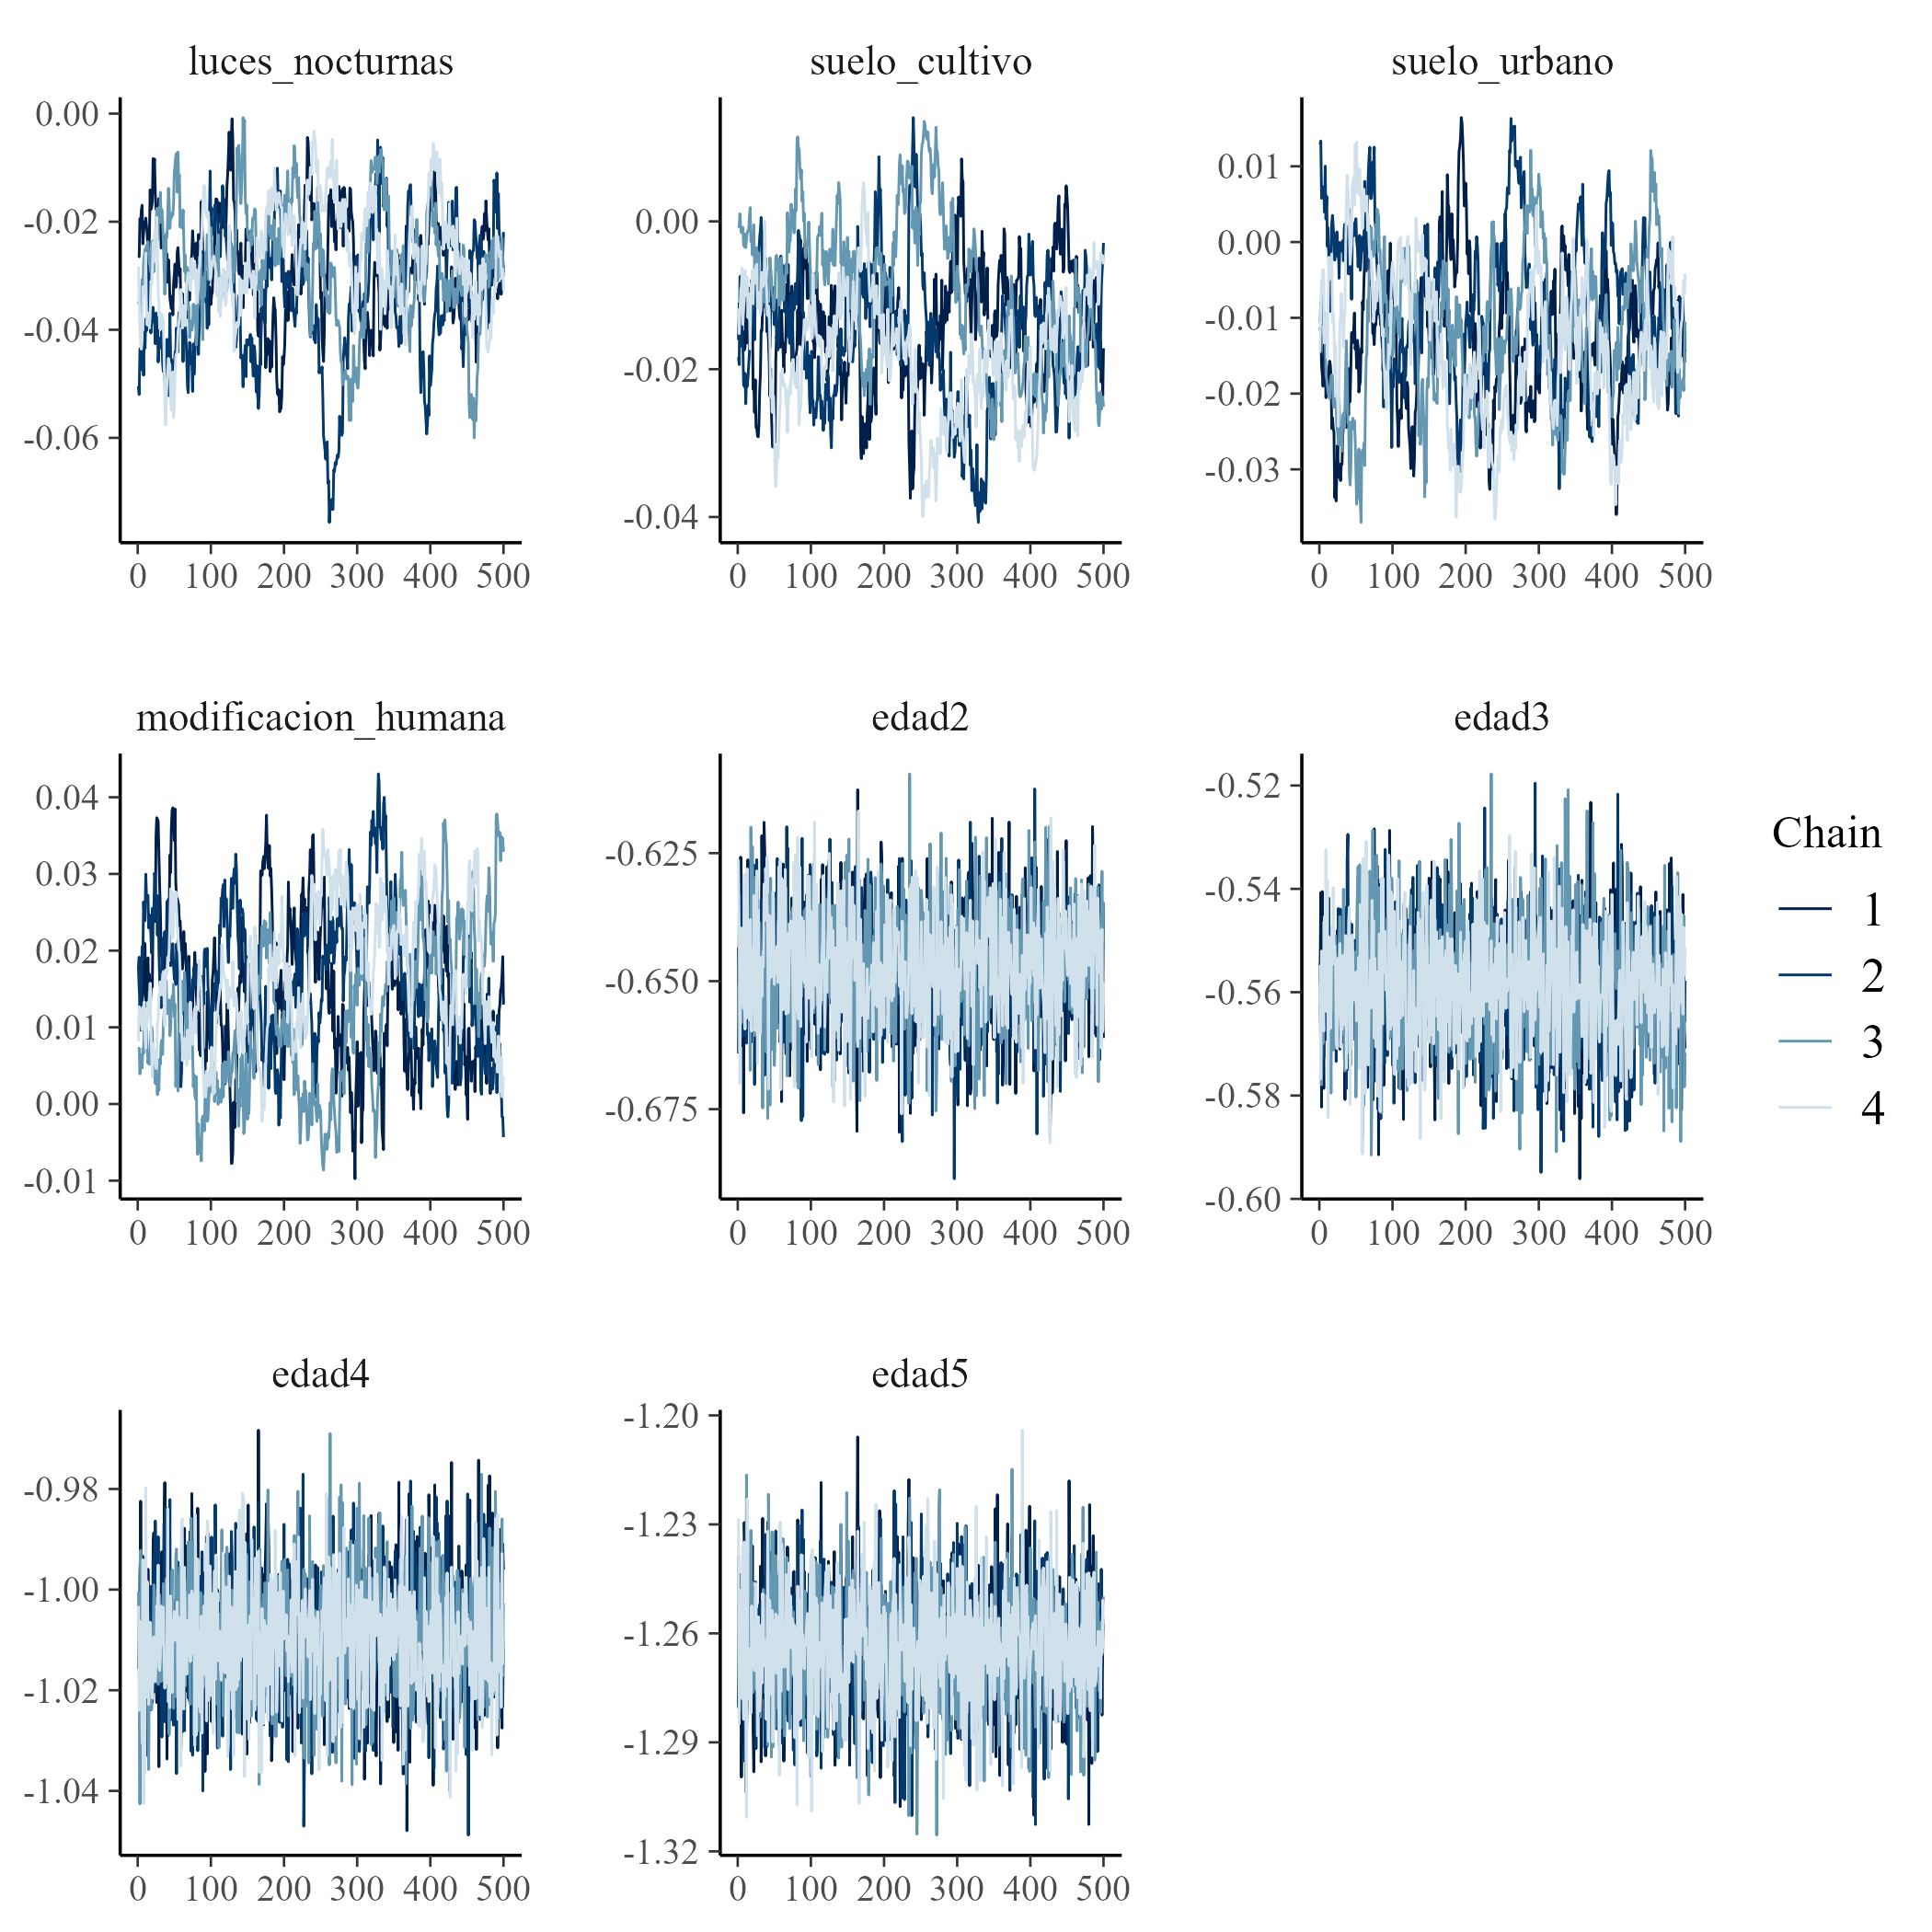 luces_nocturnas
suelo_cultivo
suelo_urbano
0.00
-0.02
-0.04
-0.06
0 100 200 300 400 500
0.00
-0.02
-0.04
0 100 200 300 400 500
0.01
0.00
-0.01
-0.02
-0.03
0 100 200 300 400 500
modificacion_humana
edad2
edad3
0.04
0.03
0.02
0.01
0.00
-0.01
0 100 200 300 400 500
-0.625
-0.650
-0.675
0 100 200 300 400 500
-0.52
-0.54
-0.56
-0.58
-0.60
0 100 200 300 400 500
Chain
1
2
3
4
edad4
edad5
-0.98
-1.00
-1.02
-1.04
0 100 200 300 400 500
-1.20
-1.23
-1.26
-1.29
-1.32
0 100 200 300 400 500